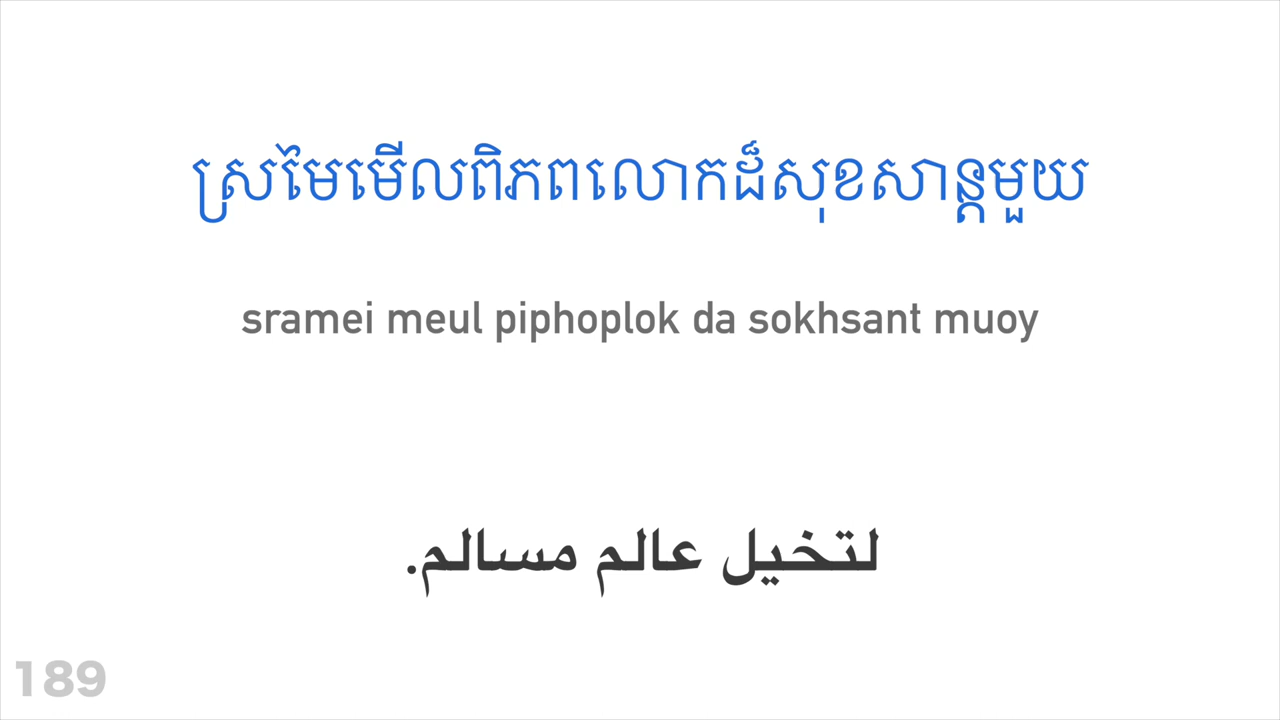 ស្រមៃមើលពិភពលោកដ៏សុខសាន្តមួយ
sramei meul piphoplok da sokhsant muoy
لتخيل عالم مسالم.
189